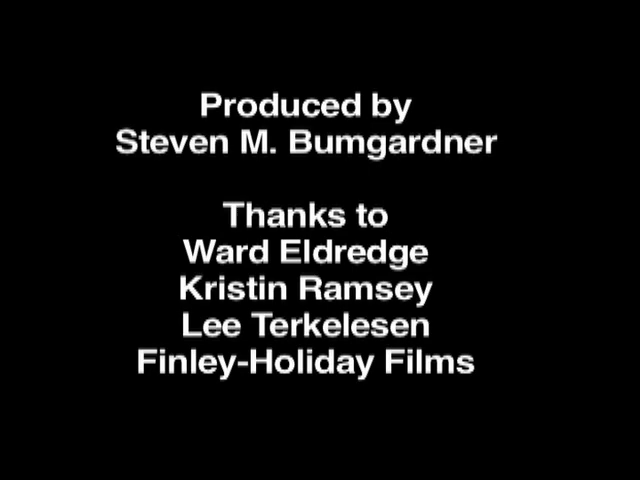 Produced by
Steven M. Bumgardner
Thanks to
Ward Eldredge
Kristin Ramsey
Lee Terkelesen
Finley-Holiday Films